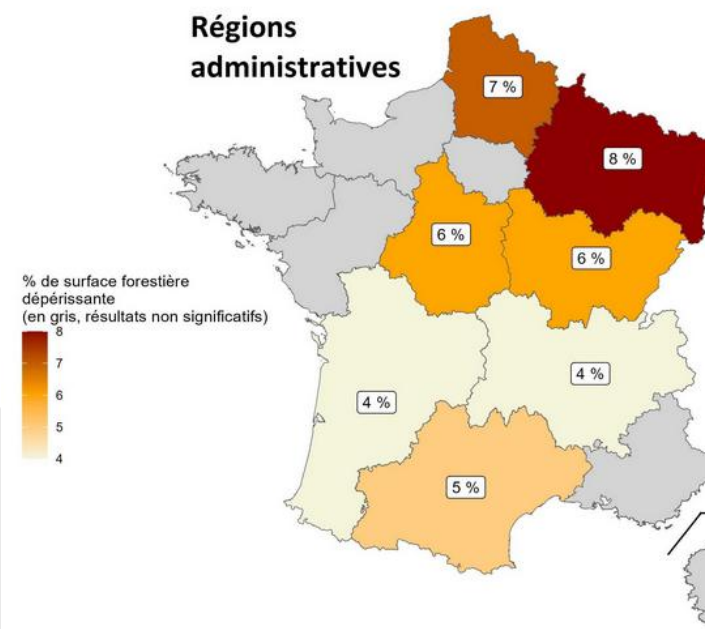 Régions
administratives
7 %
8 %
6 %
6 %
% de surface forestière
dépérissante
(en gris, résultats non significatifs)
8
7
6
5
4
4 %
4 %
5 %